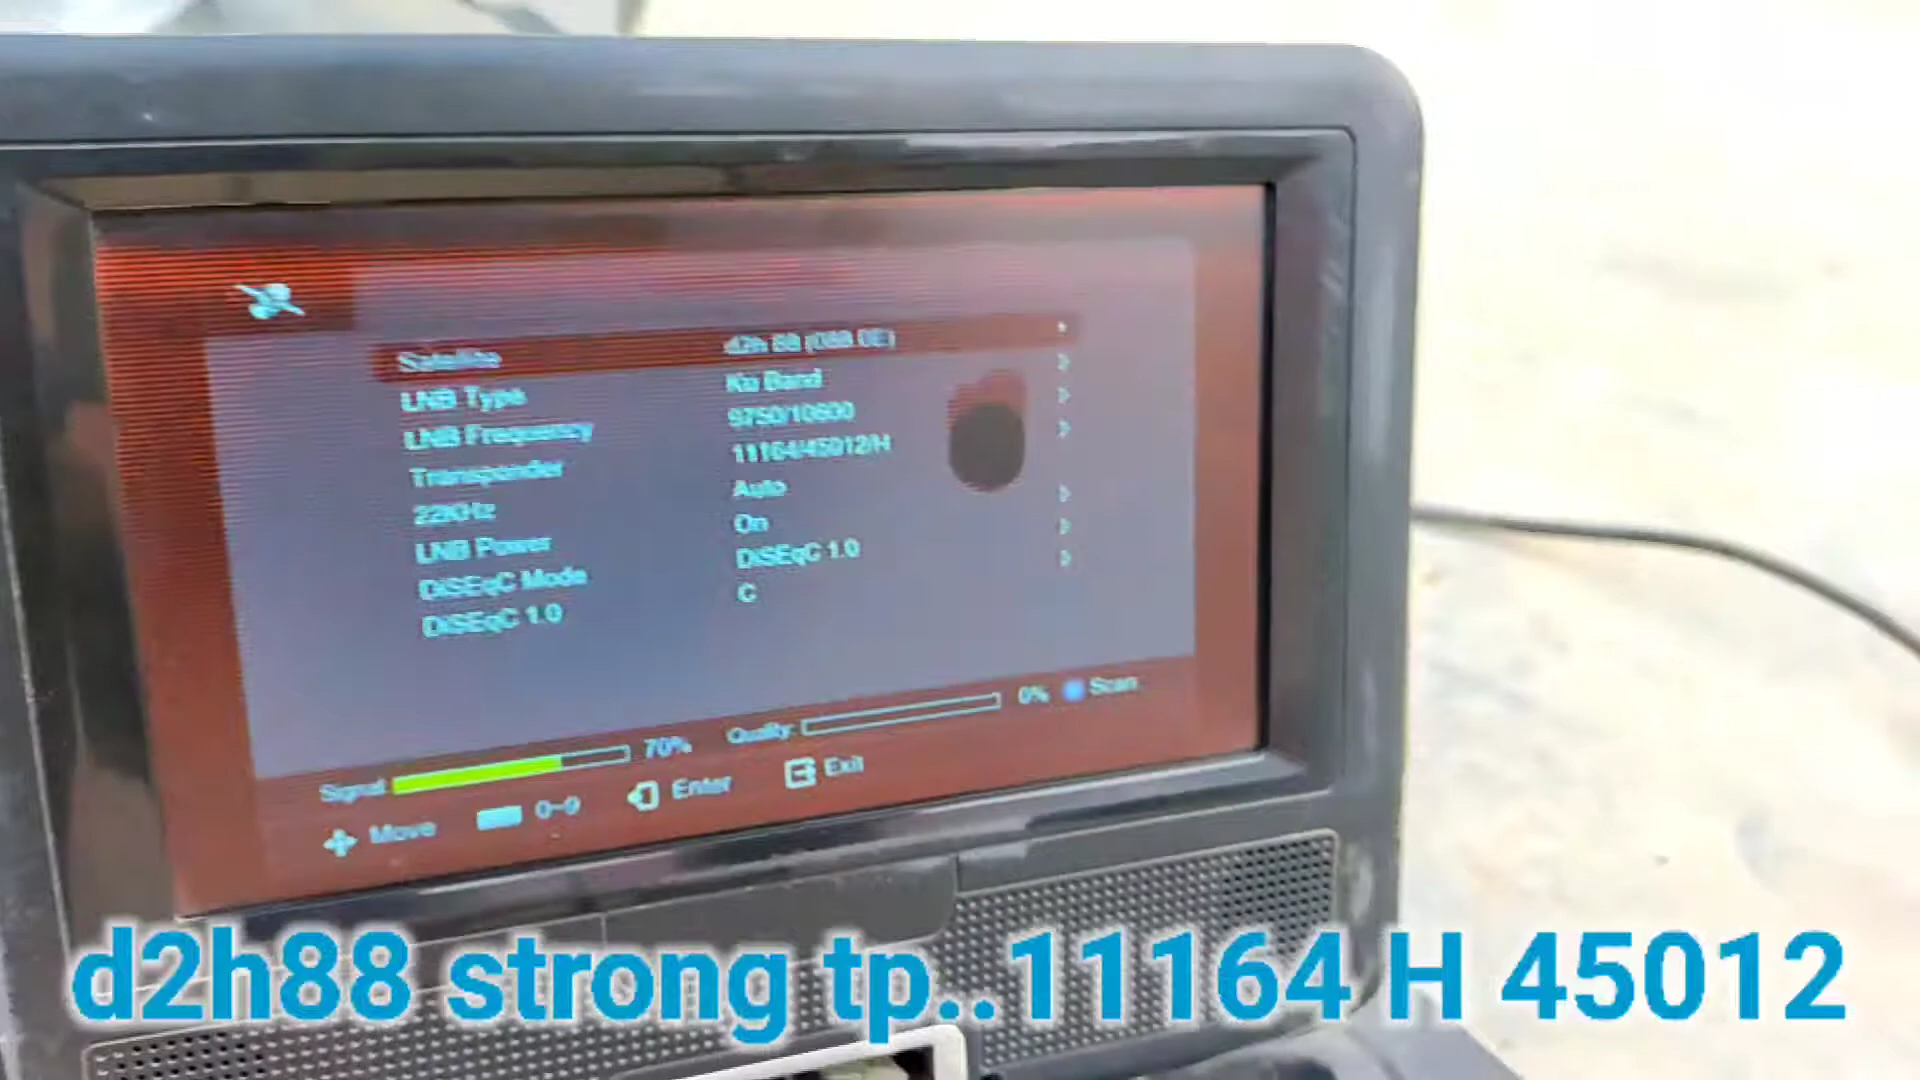 Satellite d2h 88 (088.0E)
LNB Type Ku Band
LNB Frequency 9750/10600
Transponder 11164/45012/H
22KHz Auto
LNB Power On
DiSEqC Mode DiSEqC 1.0
DiSEqC 1.0 C
Signal: 70% Quality: 0% Scan
Move 0~9 Enter Exit
d2h88 strong tp..11164 H 45012